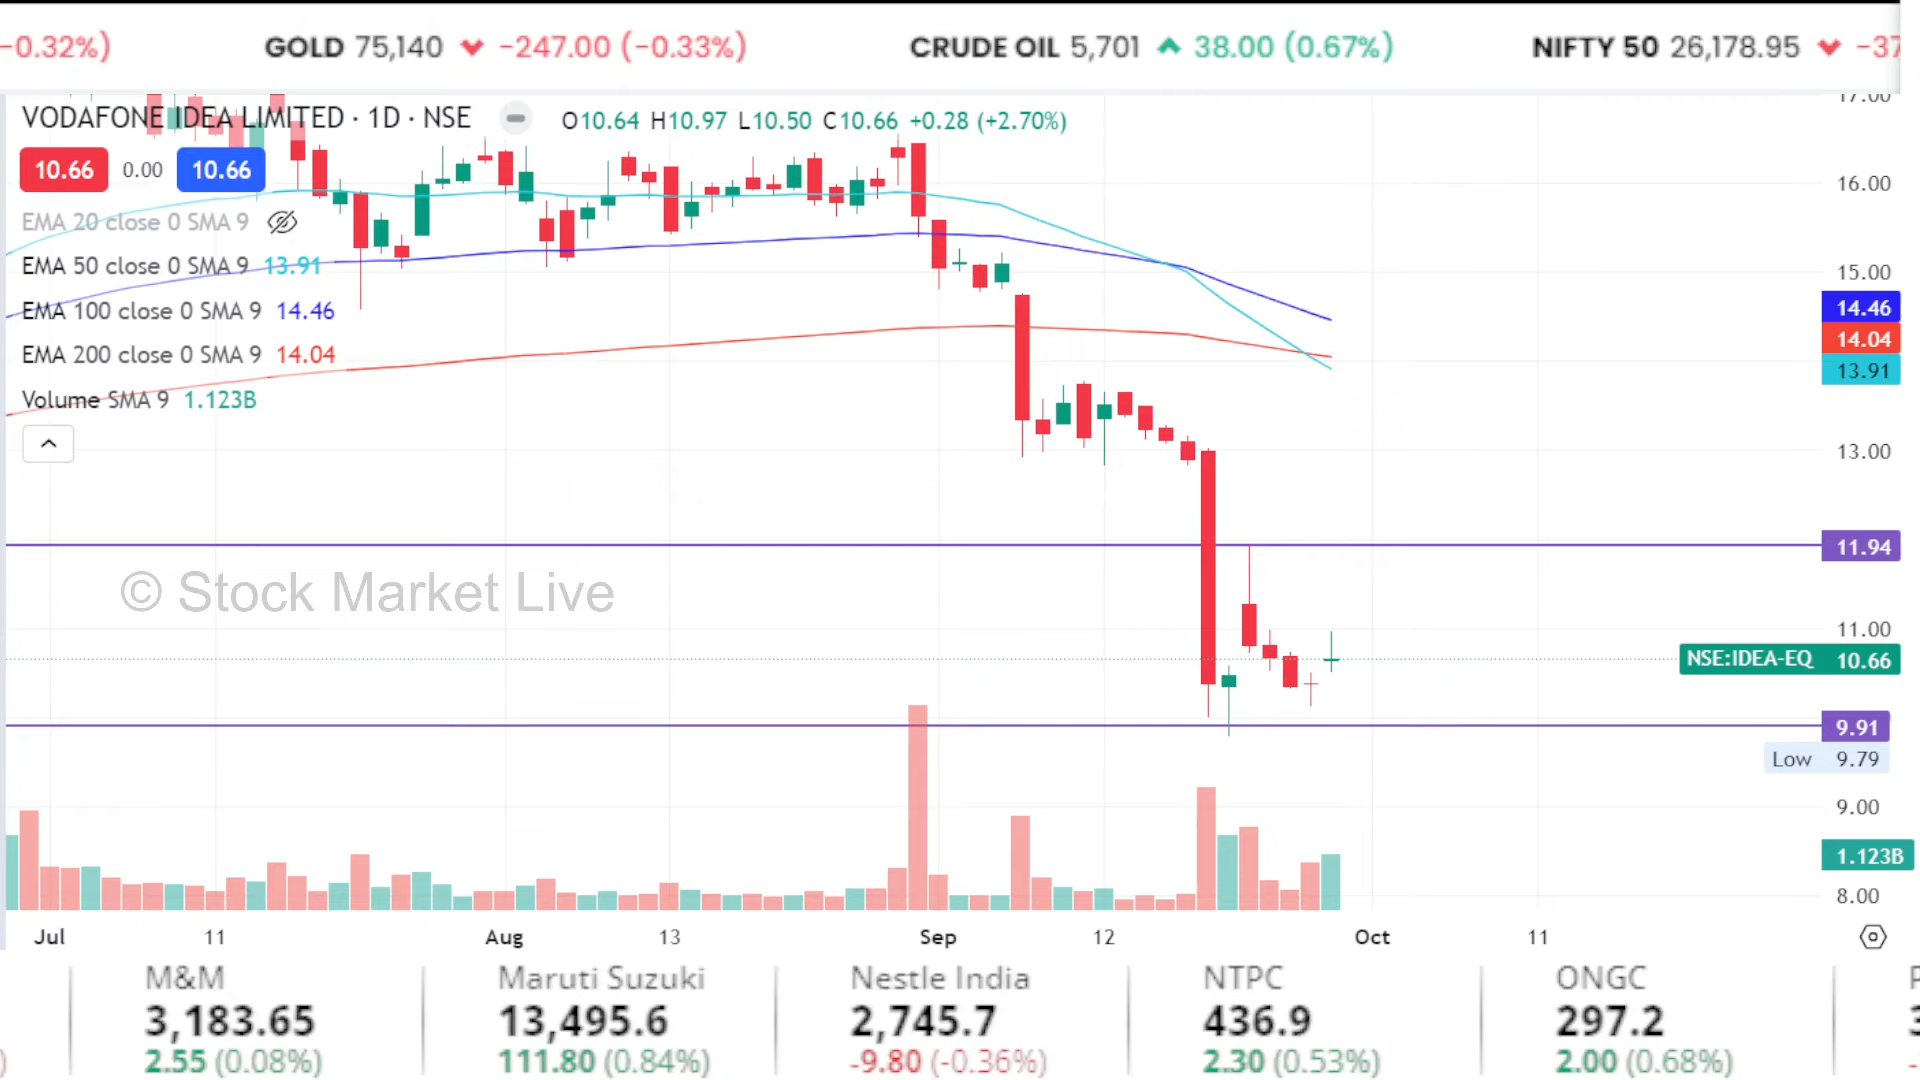 -0.32%) GOLD 75,140 -247.00 (-0.33%) CRUDE OIL 5,701 38.00 (0.67%) NIFTY 50 26,178.95 -37
VODAFONE IDEA LIMITED · 1D · NSE O10.64 H10.97 L10.50 C10.66 +0.28 (+2.70%)
10.66 0.00 10.66
EMA 20 close 0 SMA 9
EMA 50 close 0 SMA 9 13.91
EMA 100 close 0 SMA 9 14.46
EMA 200 close 0 SMA 9 14.04
Volume SMA 9 1.123B
17.00
16.00
15.00
14.46
14.04
13.91
13.00
11.94
© Stock Market Live
11.00
NSE:IDEA-EQ 10.66
9.91
Low 9.79
9.00
1.123B
8.00
Jul 11 Aug 13 Sep 12 Oct 11
M&M Maruti Suzuki Nestle India NTPC ONGC
3,183.65 13,495.6 2,745.7 436.9 297.2
2.55 (0.08%) 111.80 (0.84%) -9.80 (-0.36%) 2.30 (0.53%) 2.00 (0.68%)